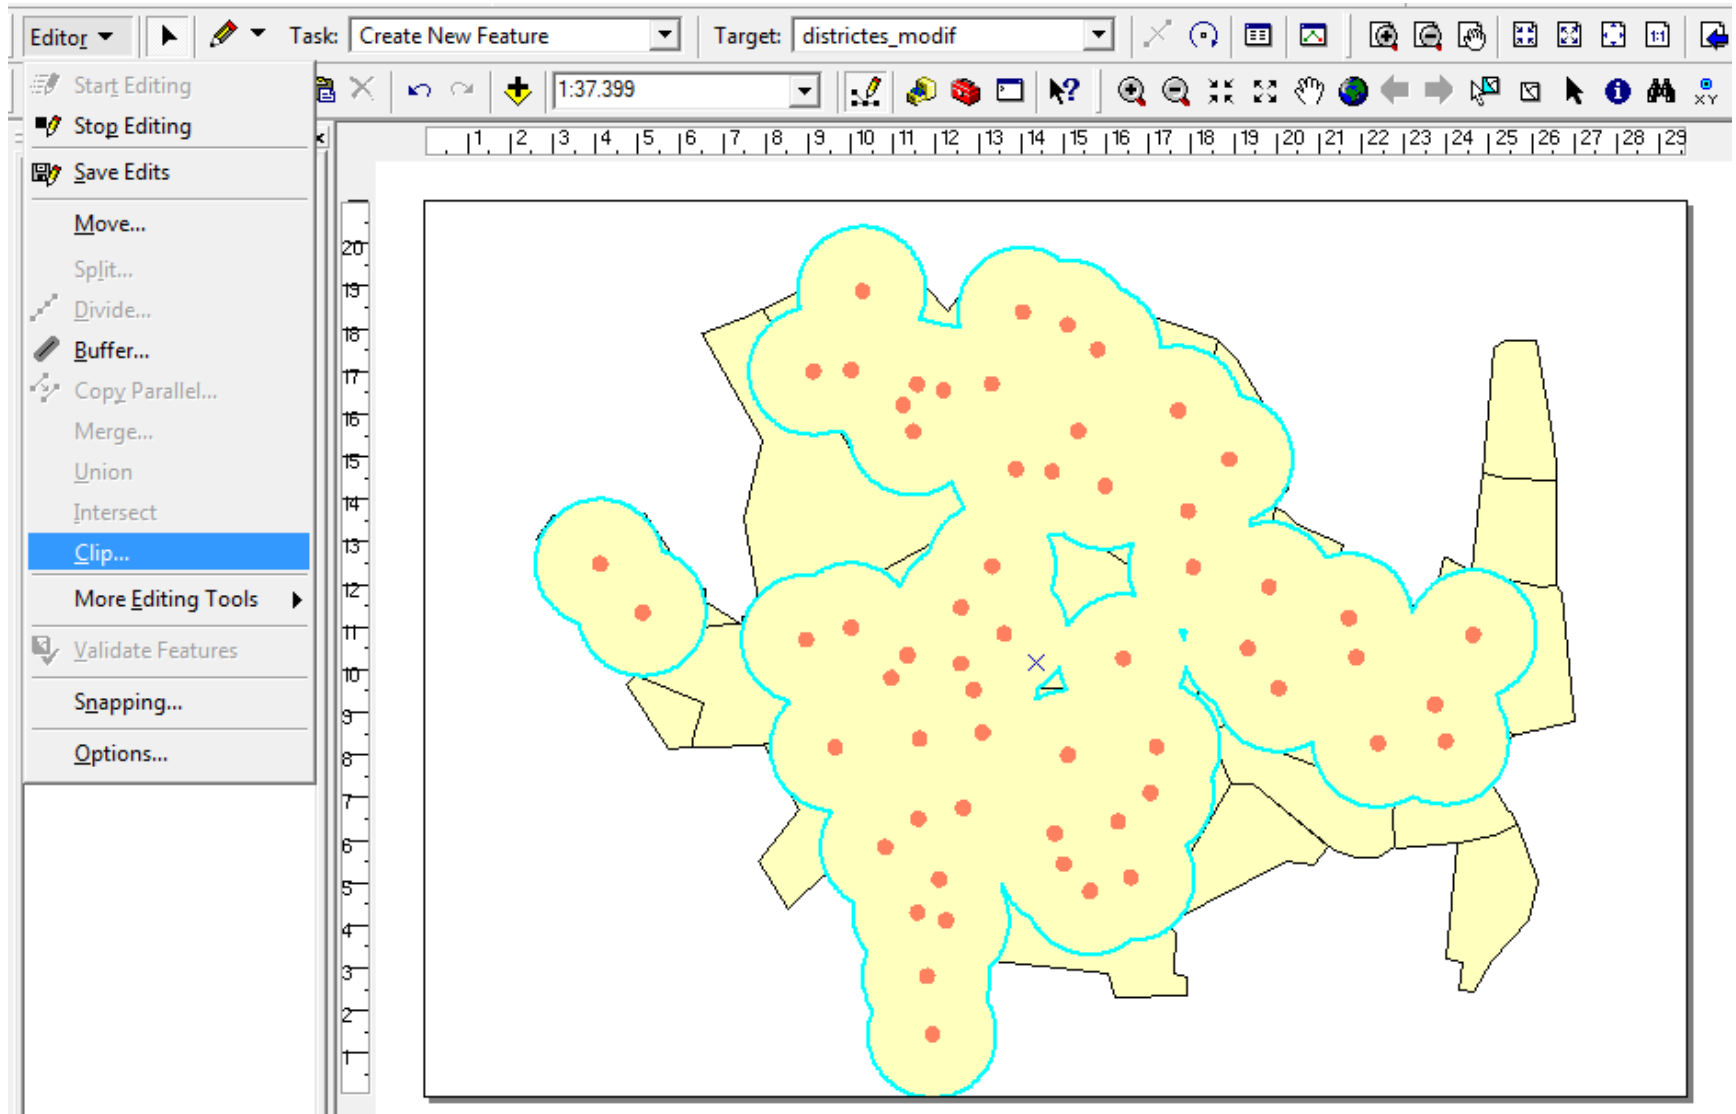 Editor Task: Create New Feature Target: districtes_modif 1:1
Start Editing 1:37.399 XY
Stop Editing
Save Edits
Move...
Split...
Divide...
Buffer...
Copy Parallel...
Merge...
Union
Intersect
Clip...
More Editing Tools
Validate Features
Snapping...
Options...
1 2 3 4 5 6 7 8 9 10 11 12 13 14 15 16 17 18 19 20 21 22 23 24 25 26 27 28 29
20
19
18
17
16
15
14
13
12
11
10
9
8
7
6
5
4
3
2
1